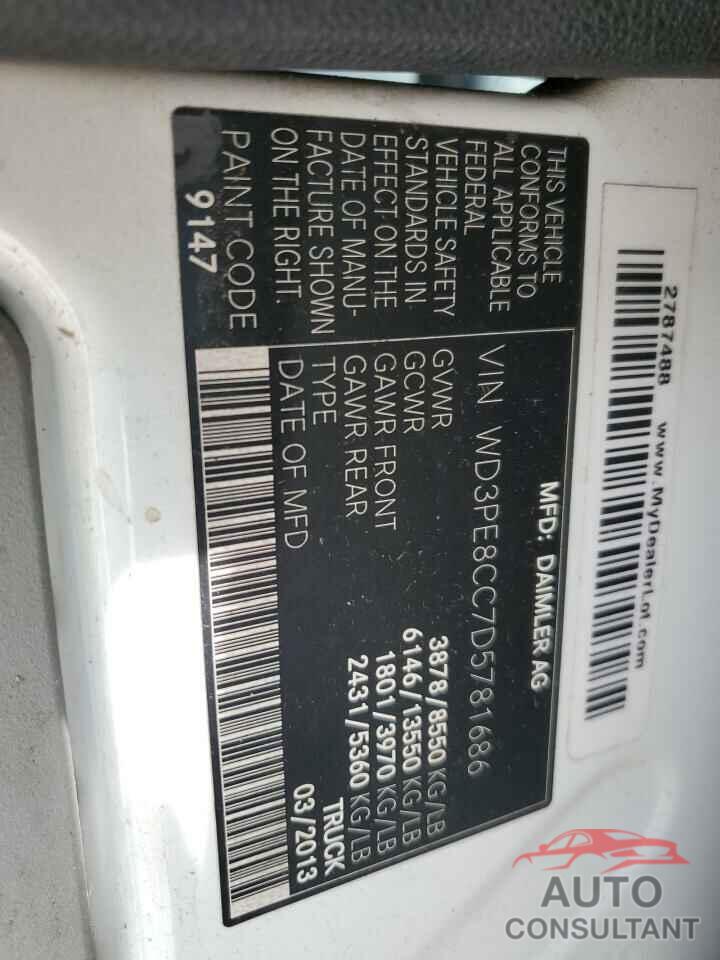 2787488 www.MyDealerLot.com
MFD: DAIMLER AG
THIS VEHICLE
CONFORMS TO
ALL APPLICABLE
FEDERAL
VEHICLE SAFETY
STANDARDS IN
EFFECT ON THE
DATE OF MANU-
FACTURE SHOWN
ON THE RIGHT.
PAINT CODE
9147
VIN WD3PE8CC7D5781686
GVWR 3878/8550 KG/LB
GCWR 6146/13550 KG/LB
GAWR FRONT 1801/3970 KG/LB
GAWR REAR 2431/5360 KG/LB
TYPE TRUCK
DATE OF MFD 03/2013
AUTO
CONSULTANT